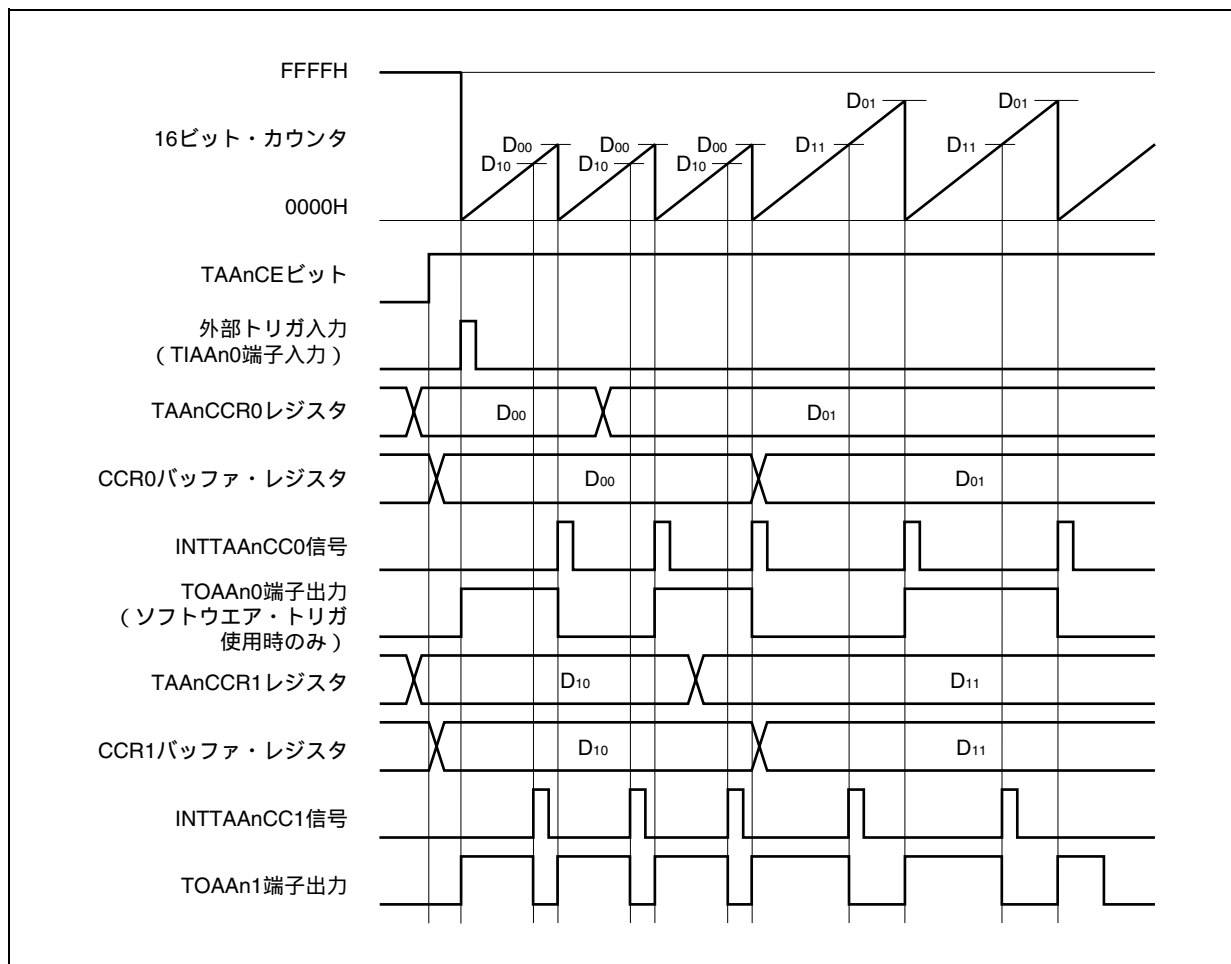 FFFFH
D01 D01
16ビット・カウンタ
D00 D00 D00 D11 D11
D10 D10 D10
0000H
TAAnCEビット
外部トリガ入力
（TIAAn0端子入力）
TAAnCCR0レジスタ D00 D01
CCR0バッファ・レジスタ D00 D01
INTTAAnCC0信号
TOAAn0端子出力
（ソフトウエア・トリガ
使用時のみ）
TAAnCCR1レジスタ D10 D11
CCR1バッファ・レジスタ D10 D11
INTTAAnCC1信号
TOAAn1端子出力